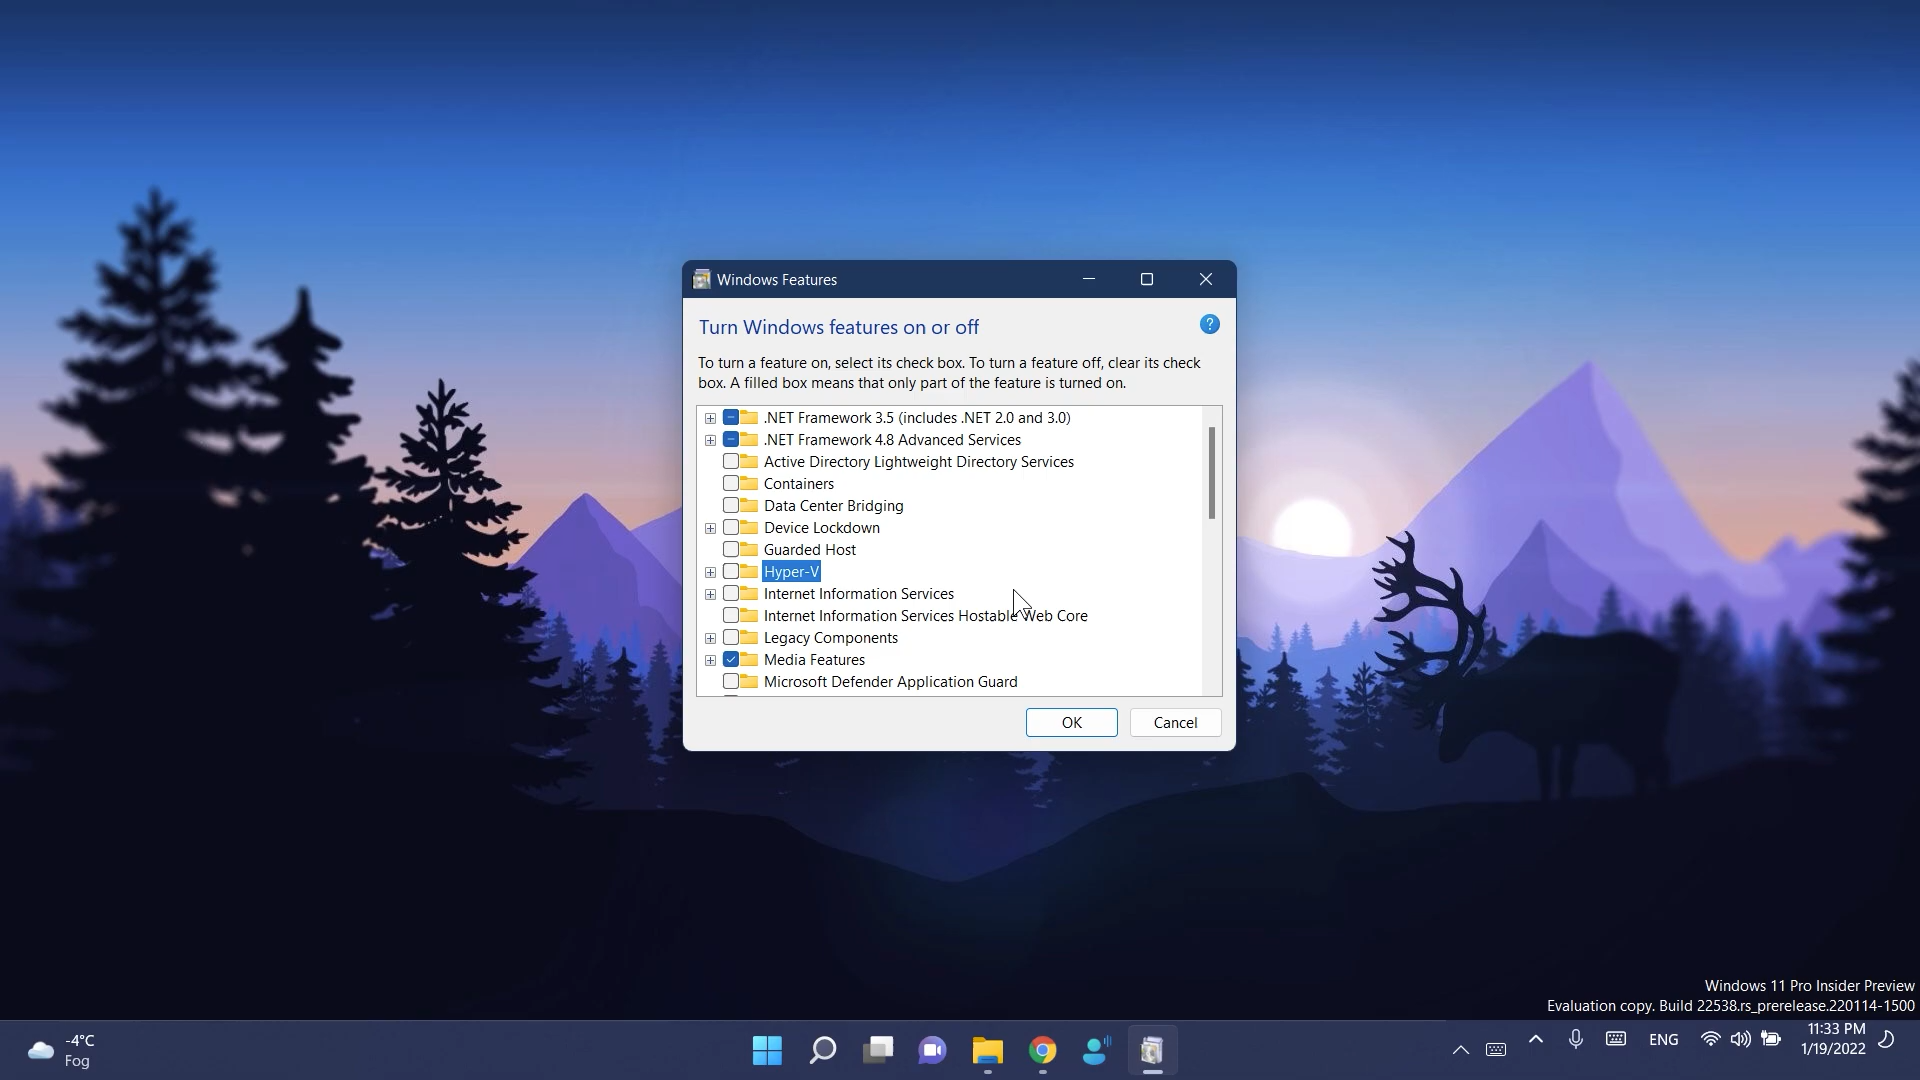 Windows Features
Turn Windows features on or off
?
To turn a feature on, select its check box. To turn a feature off, clear its check
box. A filled box means that only part of the feature is turned on.
.NET Framework 3.5 (includes .NET 2.0 and 3.0)
.NET Framework 4.8 Advanced Services
Active Directory Lightweight Directory Services
Containers
Data Center Bridging
Device Lockdown
Guarded Host
Hyper-V
Internet Information Services
Internet Information Services Hostable Web Core
Legacy Components
Media Features
Microsoft Defender Application Guard
OK
Cancel
Windows 11 Pro Insider Preview
Evaluation copy. Build 22538.rs_prerelease.220114-1500
-4°C
Fog
ENG
11:33 PM
1/19/2022